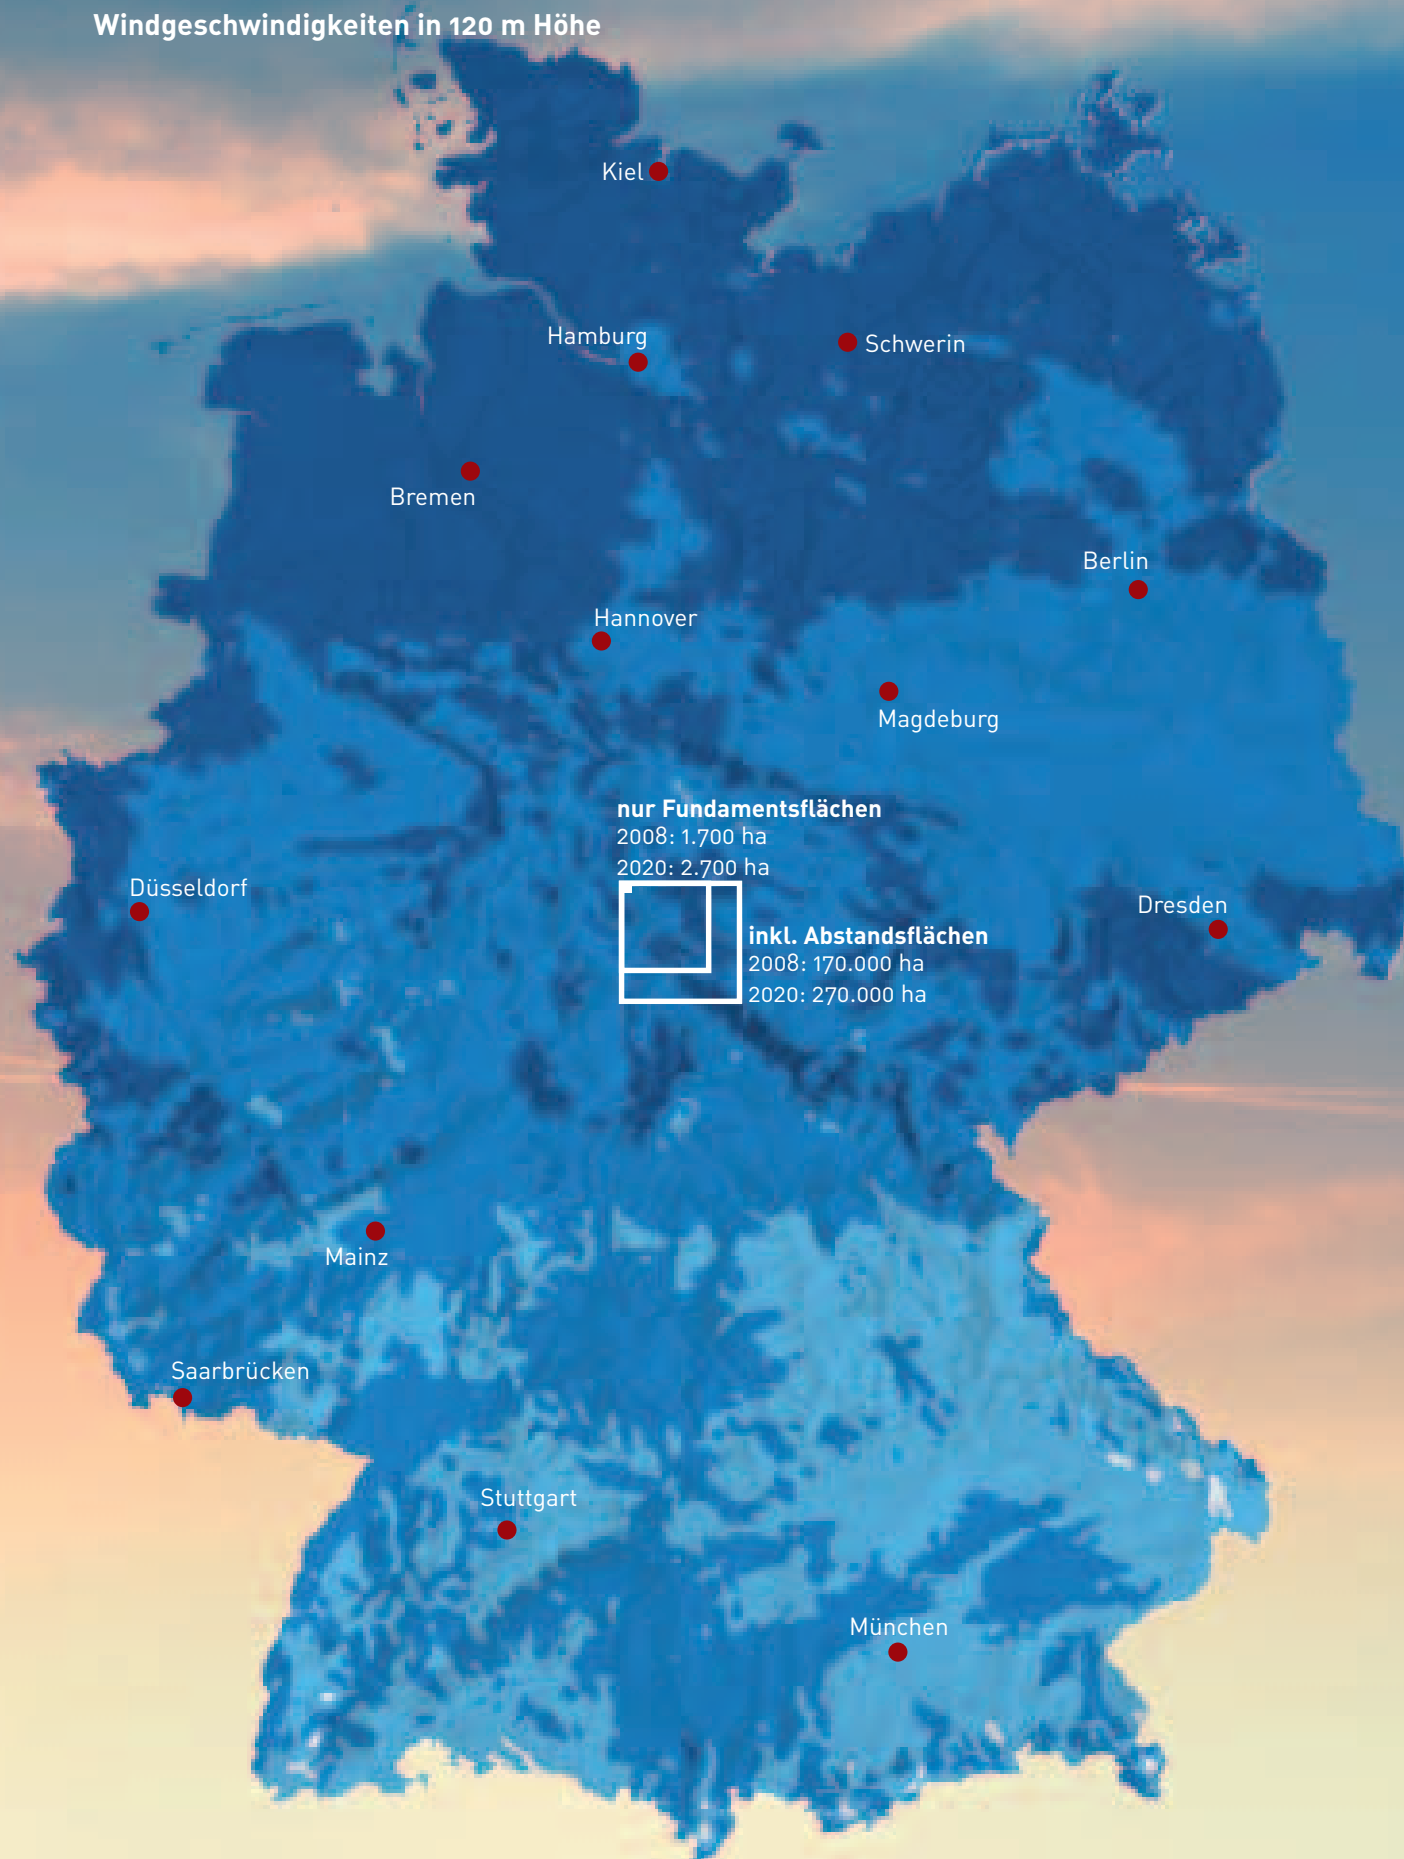 Windgeschwindigkeiten in 120 m Höhe
Kiel
Hamburg
Schwerin
Bremen
Berlin
Hannover
Magdeburg
nur Fundamentsflächen
2008: 1.700 ha
2020: 2.700 ha
Düsseldorf
Dresden
inkl. Abstandsflächen
2008: 170.000 ha
2020: 270.000 ha
Mainz
Saarbrücken
Stuttgart
München